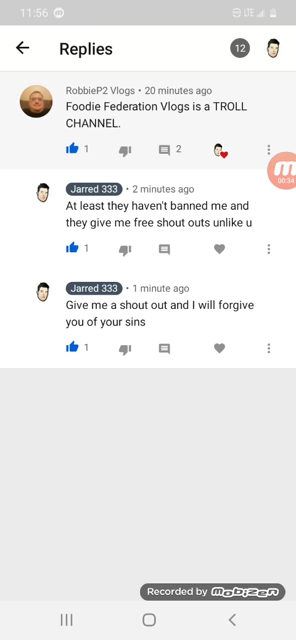 11:56
LTE
Replies
12
RobbieP2 Vlogs • 20 minutes ago
Foodie Federation Vlogs is a TROLL
CHANNEL.
1
2
00:34
Jarred 333 • 2 minutes ago
At least they haven't banned me and
they give me free shout outs unlike u
1
Jarred 333 • 1 minute ago
Give me a shout out and I will forgive
you of your sins
1
Recorded by mobizen